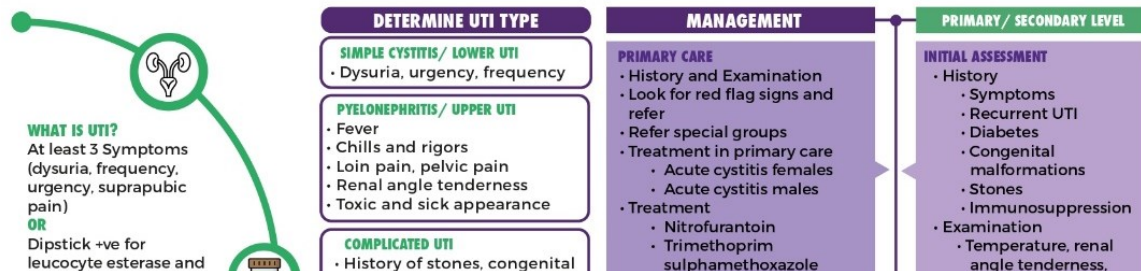 WHAT IS UTI?
At least 3 Symptoms
(dysuria, frequency,
urgency, suprapubic
pain)
OR
Dipstick +ve for
leucocyte esterase and
DETERMINE UTI TYPE
SIMPLE CYSTITIS/ LOWER UTI
• Dysuria, urgency, frequency
PYELONEPHRITIS/ UPPER UTI
• Fever
• Chills and rigors
• Loin pain, pelvic pain
• Renal angle tenderness
• Toxic and sick appearance
COMPLICATED UTI
• History of stones, congenital
MANAGEMENT
PRIMARY CARE
• History and Examination
• Look for red flag signs and
refer
• Refer special groups
• Treatment in primary care
• Acute cystitis females
• Acute cystitis males
• Treatment
• Nitrofurantoin
• Trimethoprim
sulphamethoxazole
PRIMARY/ SECONDARY LEVEL
INITIAL ASSESSMENT
• History
• Symptoms
• Recurrent UTI
• Diabetes
• Congenital
malformations
• Stones
• Immunosuppression
• Examination
• Temperature, renal
angle tenderness,